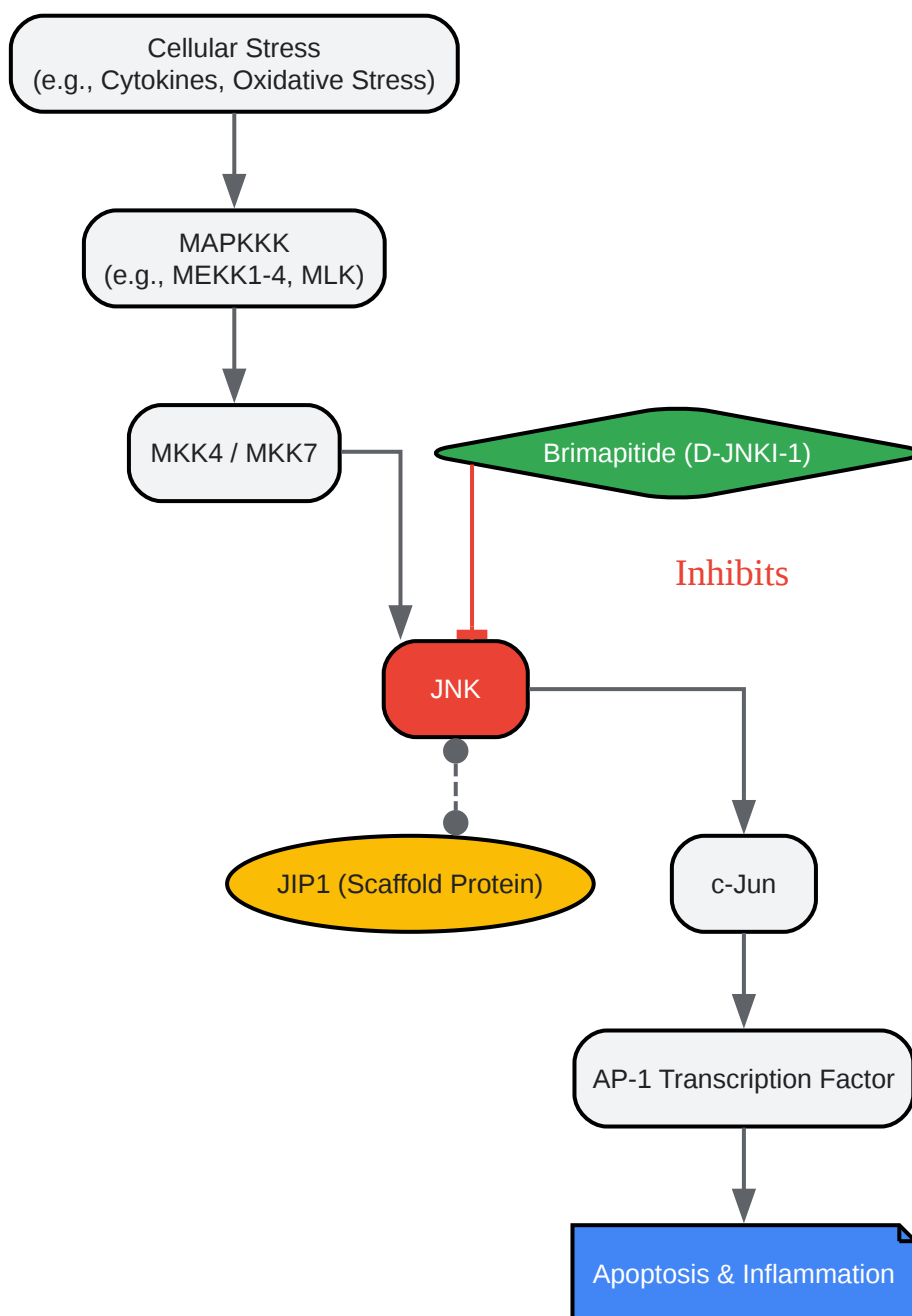 Cellular Stress
(e.g., Cytokines, Oxidative Stress)
MAPKKK
(e.g., MEKK1-4, MLK)
MKK4 / MKK7
Brimapitide (D-JNKI-1)
Inhibits
JNK
JIP1 (Scaffold Protein)
c-Jun
AP-1 Transcription Factor
Apoptosis & Inflammation